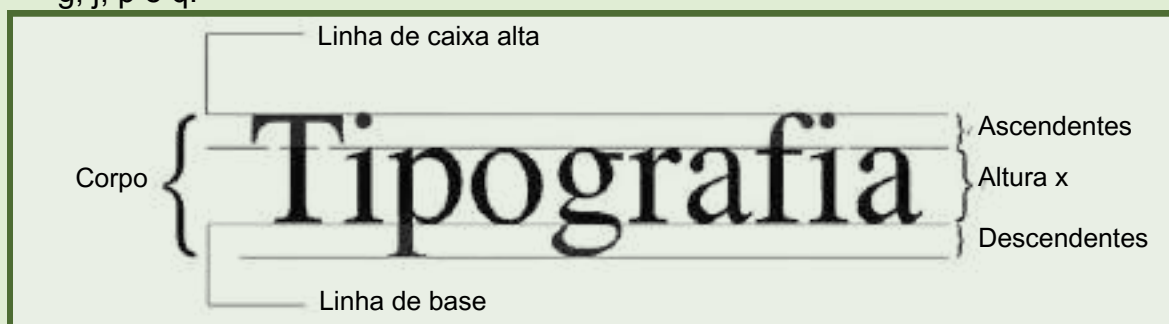 g, j, p e q.
Linha de caixa alta
Ascendentes
Corpo
Tipografia
Altura x
Descendentes
Linha de base